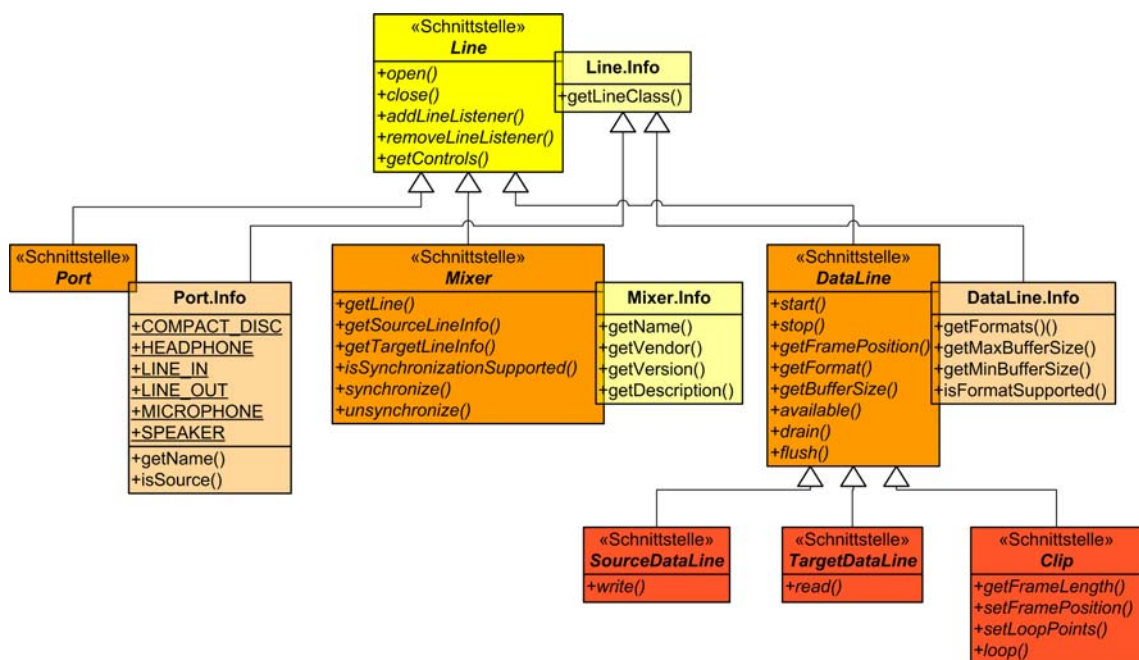 «Schnittstelle»
Line
+open()
+close()
+addLineListener()
+removeLineListener()
+getControls()
Line.Info
+getLineClass()
«Schnittstelle»
Port
Port.Info
+COMPACT_DISC
+HEADPHONE
+LINE_IN
+LINE_OUT
+MICROPHONE
+SPEAKER
+getName()
+isSource()
«Schnittstelle»
Mixer
+getLine()
+getSourceLineInfo()
+getTargetLineInfo()
+isSynchronizationSupported()
+synchronize()
+unsynchronize()
Mixer.Info
+getName()
+getVendor()
+getVersion()
+getDescription()
«Schnittstelle»
DataLine
+start()
+stop()
+getFramePosition()
+getFormat()
+getBufferSize()
+available()
+drain()
+flush()
DataLine.Info
+getFormats()()
+getMaxBufferSize()
+getMinBufferSize()
+isFormatSupported()
«Schnittstelle»
SourceDataLine
+write()
«Schnittstelle»
TargetDataLine
+read()
«Schnittstelle»
Clip
+getFrameLength()
+setFramePosition()
+setLoopPoints()
+loop()